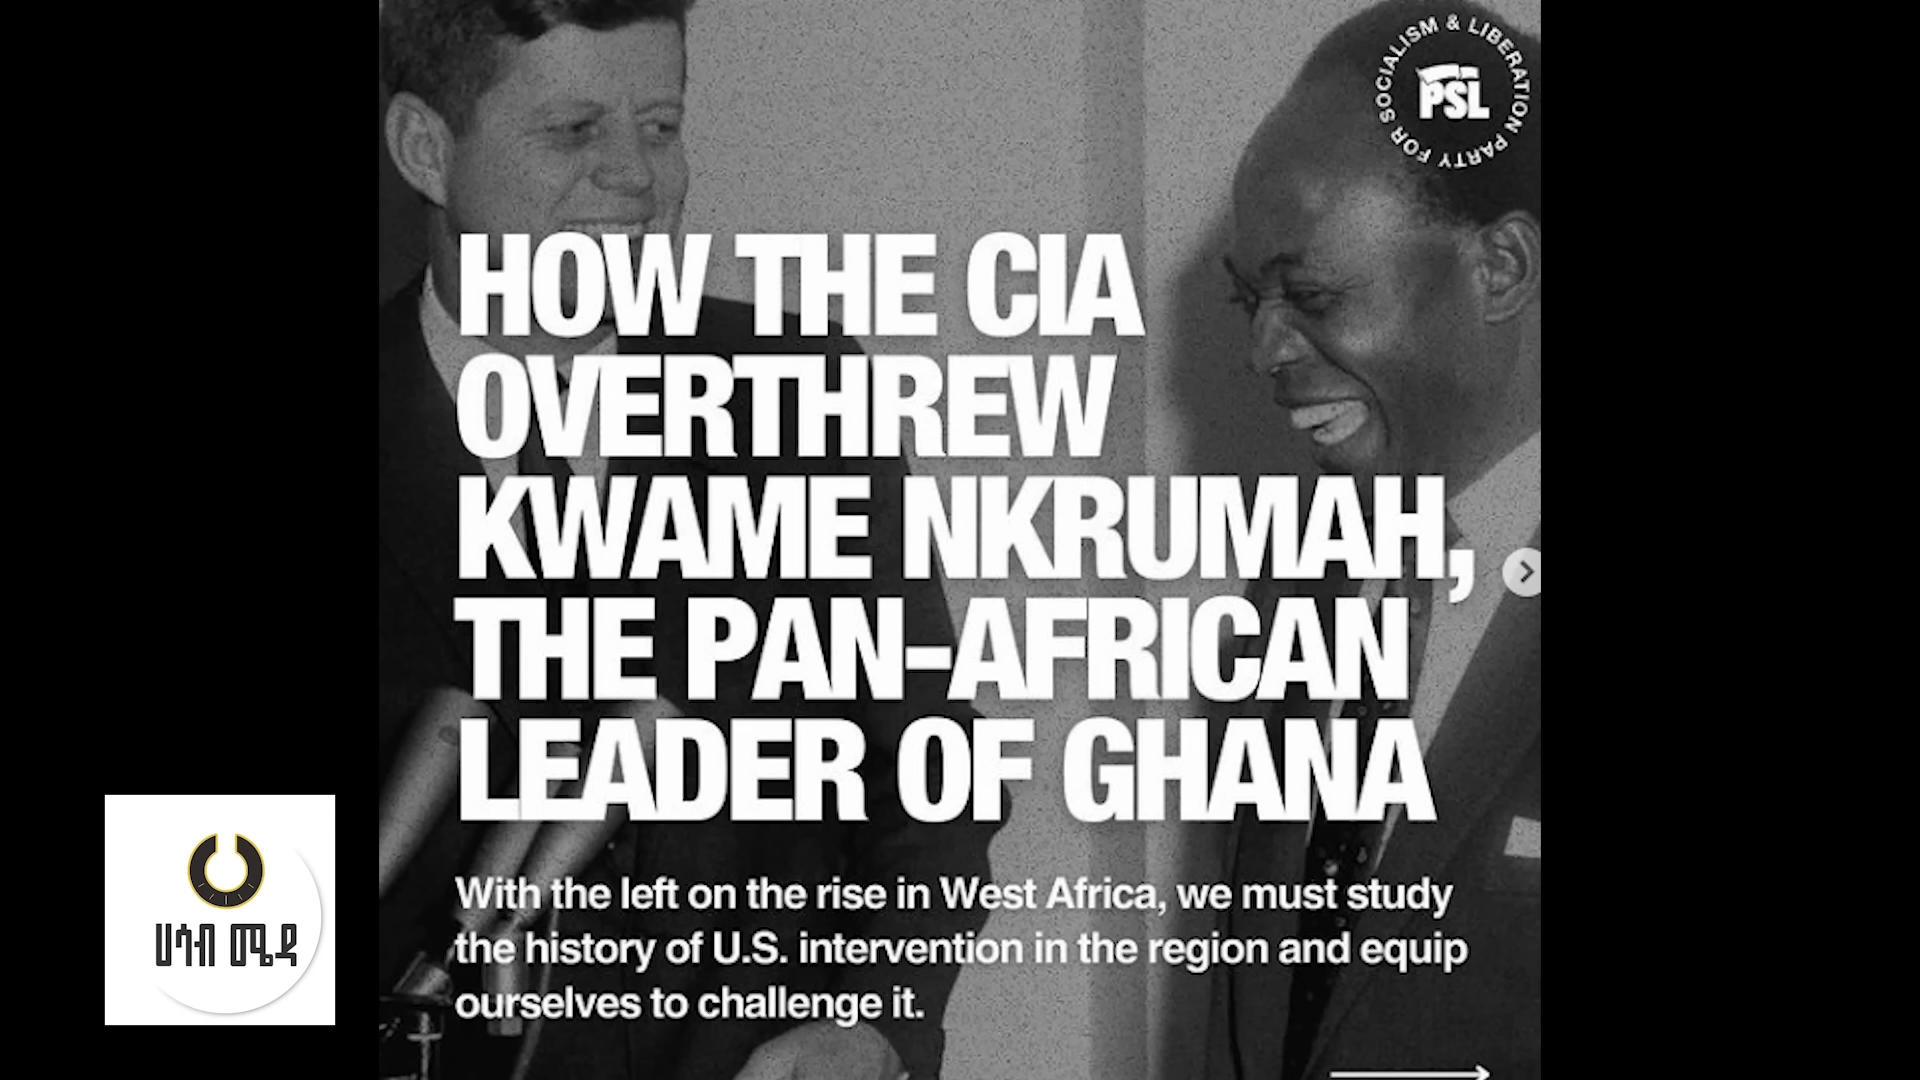 PARTY FOR SOCIALISM & LIBERATION
PSL
HOW THE CIA
OVERTHREW
KWAME NKRUMAH,
THE PAN-AFRICAN
LEADER OF GHANA
With the left on the rise in West Africa, we must study
the history of U.S. intervention in the region and equip
ourselves to challenge it.
ሀሳብ ሜዳ